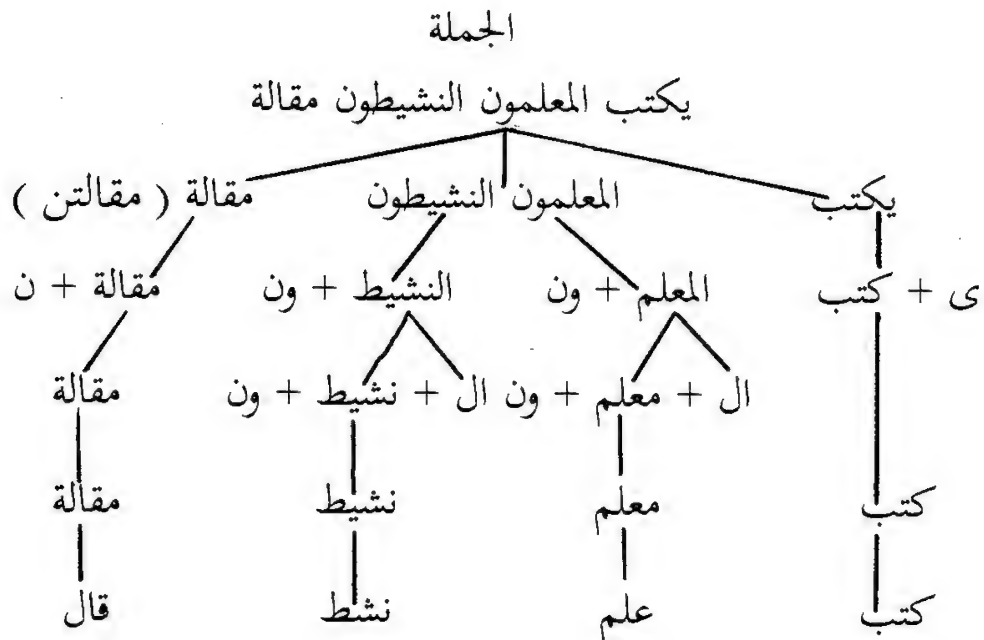 الجملة
يكتب المعلمون النشيطون مقالة
يكتب المعلمون النشيطون مقالة ( مقالتن )
ى + كتب المعلم + ون النشيط + ون مقالة + ن
ال + معلم + ون ال + نشيط + ون مقالة
كتب معلم نشيط مقالة
كتب علم نشط قال